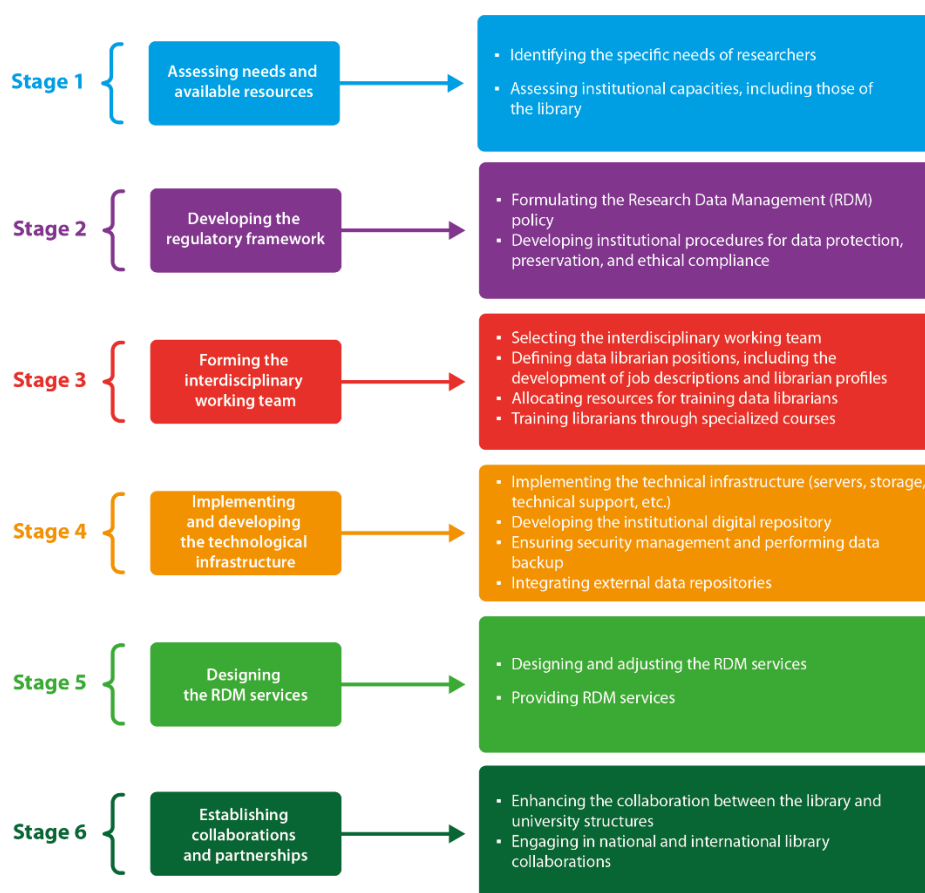 Stage 1
Assessing needs and
available resources
▪ Identifying the specific needs of researchers
▪ Assessing institutional capacities, including those of
the library
Stage 2
Developing the
regulatory framework
▪ Formulating the Research Data Management (RDM)
policy
▪ Developing institutional procedures for data protection,
preservation, and ethical compliance
Stage 3
Forming the
interdisciplinary
working team
▪ Selecting the interdisciplinary working team
▪ Defining data librarian positions, including the
development of job descriptions and librarian profiles
▪ Allocating resources for training data librarians
▪ Training librarians through specialized courses
Stage 4
Implementing
and developing
the technological
infrastructure
▪ Implementing the technical infrastructure (servers, storage,
technical support, etc.)
▪ Developing the institutional digital repository
▪ Ensuring security management and performing data
backup
▪ Integrating external data repositories
Stage 5
Designing
the RDM services
▪ Designing and adjusting the RDM services
▪ Providing RDM services
Stage 6
Establishing
collaborations
and partnerships
▪ Enhancing the collaboration between the library and
university structures
▪ Engaging in national and international library
collaborations